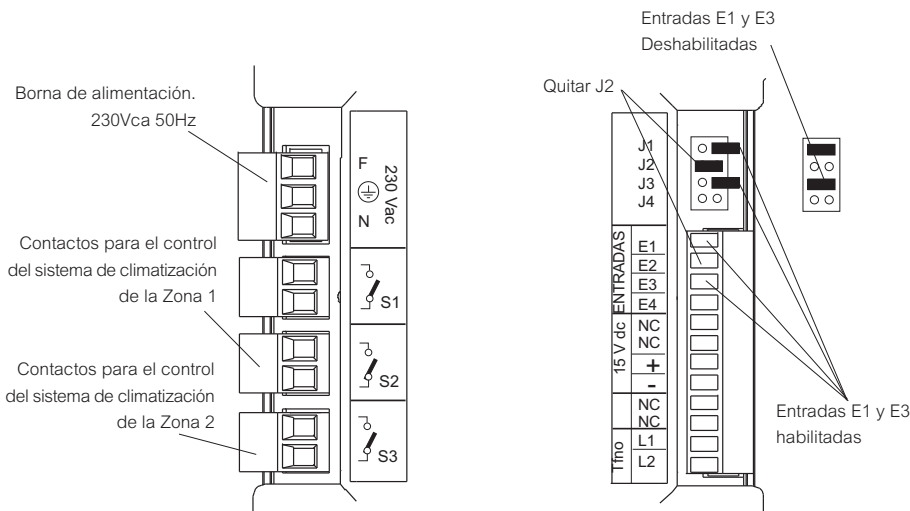 Borna de alimentación.
230Vca 50Hz
Contactos para el control
del sistema de climatización
de la Zona 1
Contactos para el control
del sistema de climatización
de la Zona 2
F
N
230 Vac
S1
S2
S3
Entradas E1 y E3
Deshabilitadas
Quitar J2
J1
J2
J3
J4
ENTRADAS
E1
E2
E3
E4
15 V dc
NC
NC
+
-
NC
NC
Tfno
L1
L2
Entradas E1 y E3
habilitadas